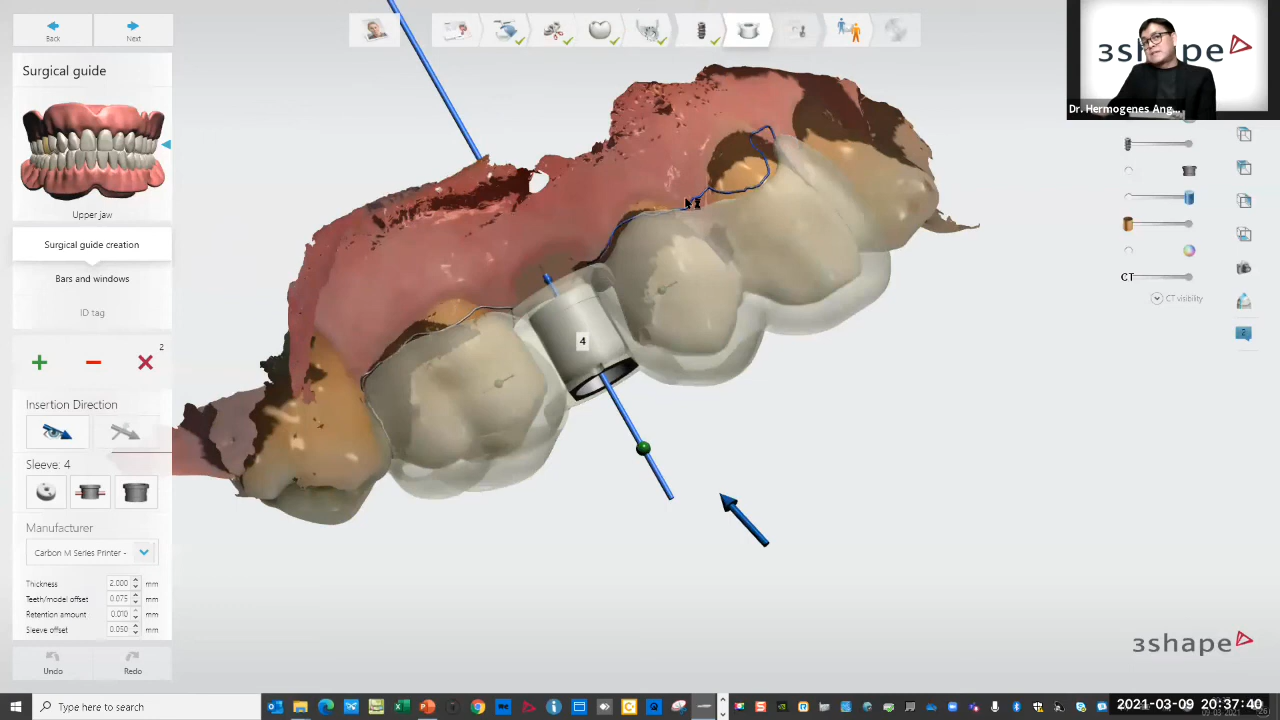 Back
Next
Surgical guide
Upper jaw
Surgical guide creation
Bars and windows
ID tag
2
Insertion Direction
Sleeve: 4
Manufacturer
Carbon M Series Printer -
Thickness 2.000 mm
Teeth/model offset 0.075 mm
Retention amount 0.010 mm
Sleeve offset 0.050 mm
Undo
Redo
4
3shape
Dr. Hermogenes Ang...
CT
CT visibility
2
3shape
Type here to search
2021-03-09 20:37:40